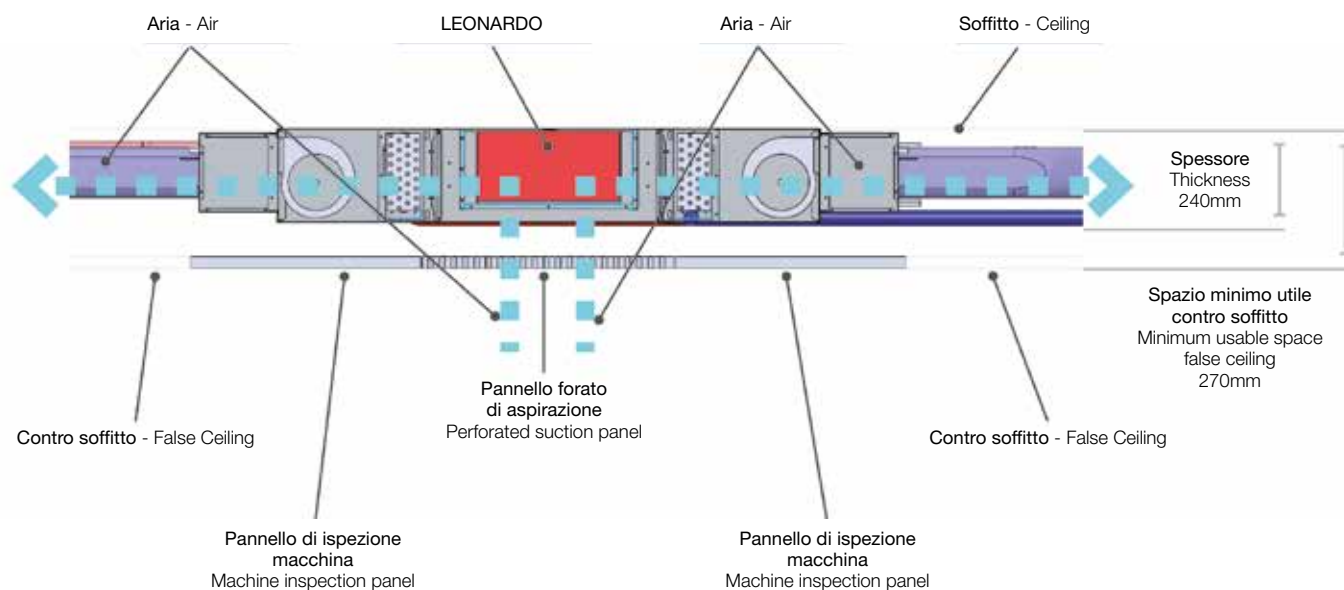 Aria - Air
LEONARDO
Aria - Air
Soffitto - Ceiling
Spessore
Thickness
240mm
Spazio minimo utile
contro soffitto
Minimum usable space
false ceiling
270mm
Pannello forato
di aspirazione
Perforated suction panel
Contro soffitto - False Ceiling
Contro soffitto - False Ceiling
Pannello di ispezione
macchina
Machine inspection panel
Pannello di ispezione
macchina
Machine inspection panel